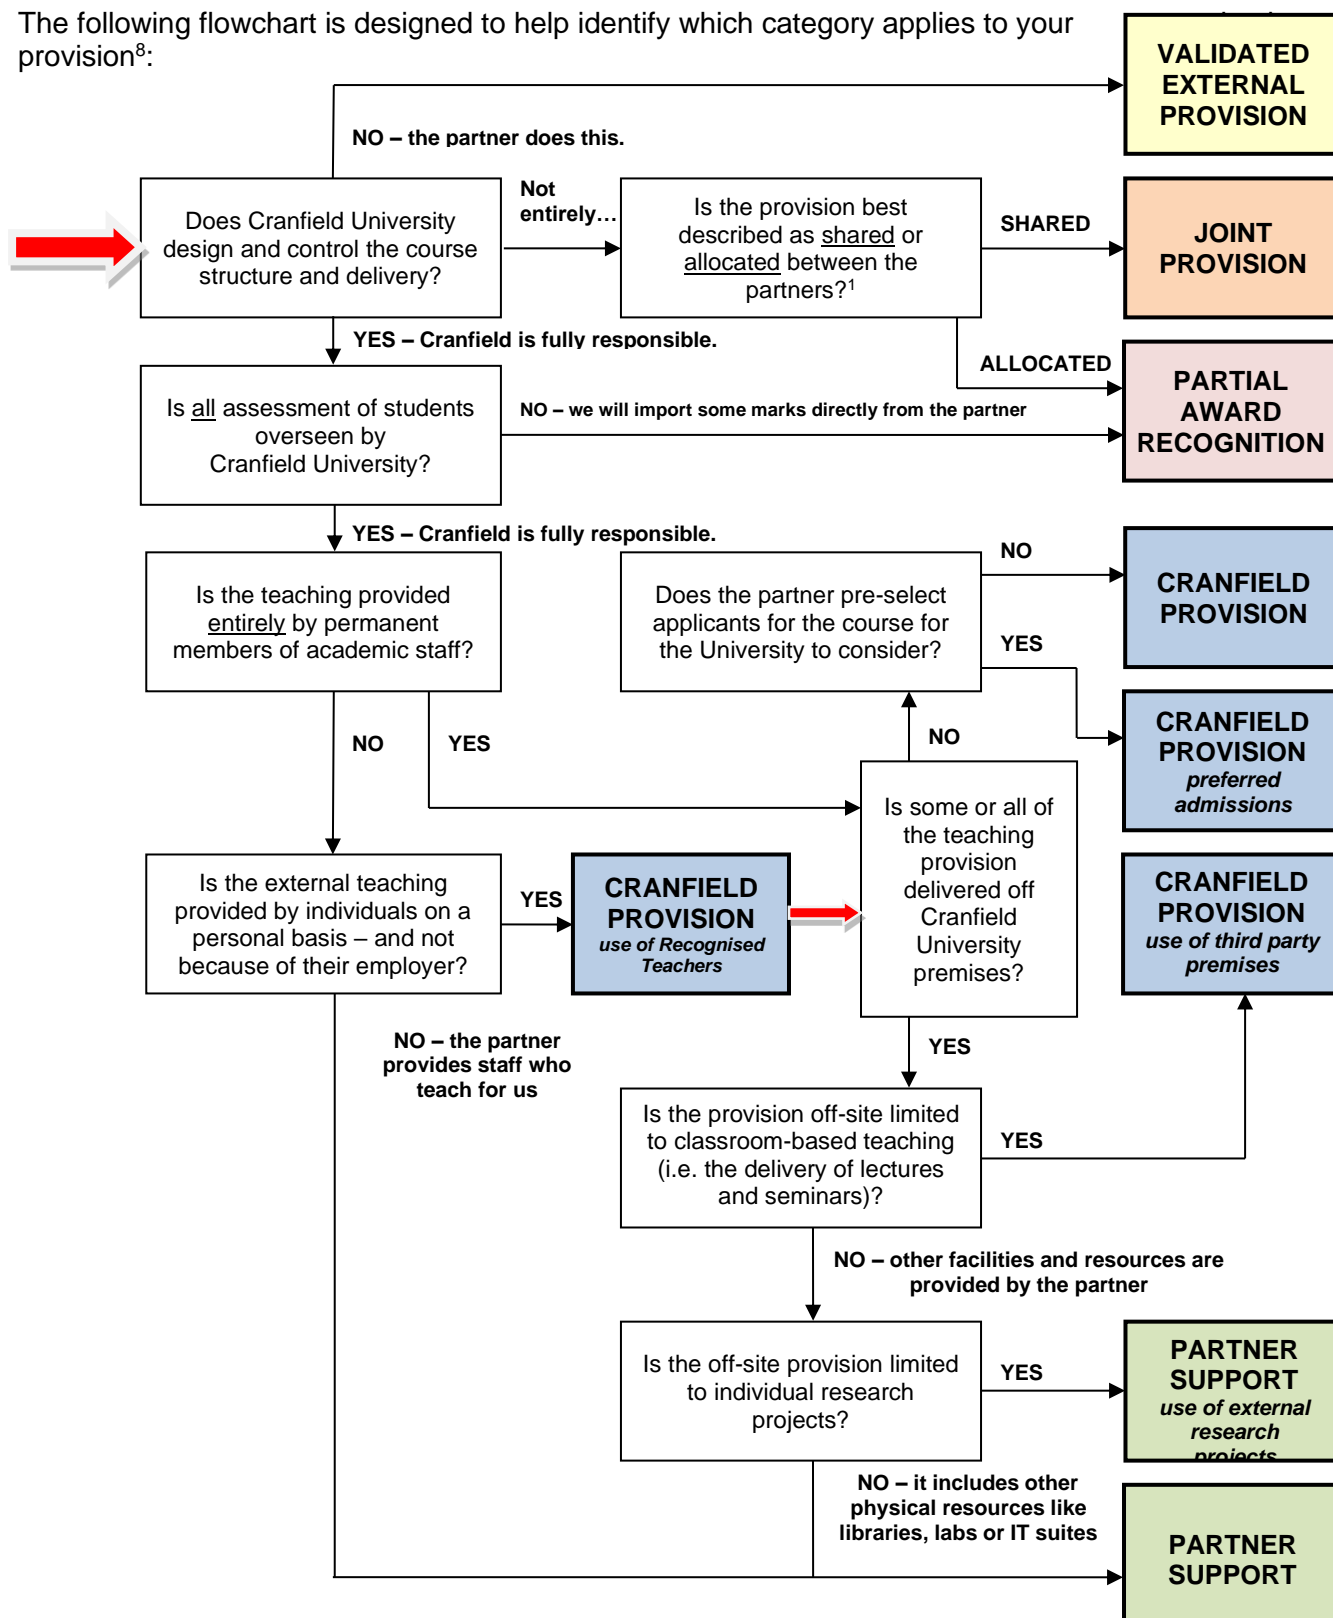 The following flowchart is designed to help identify which category applies to your
provision⁸:
VALIDATED
EXTERNAL
PROVISION
NO – the partner does this.
Does Cranfield University
design and control the course
structure and delivery?
Not
entirely…
Is the provision best
described as shared or
allocated between the
partners?¹
SHARED
JOINT
PROVISION
YES – Cranfield is fully responsible.
ALLOCATED
PARTIAL
AWARD
RECOGNITION
Is all assessment of students
overseen by
Cranfield University?
NO – we will import some marks directly from the partner
YES – Cranfield is fully responsible.
Is the teaching provided
entirely by permanent
members of academic staff?
Does the partner pre-select
applicants for the course for
the University to consider?
NO
CRANFIELD
PROVISION
YES
CRANFIELD
PROVISION
preferred
admissions
NO
YES
NO
Is some or all of
the teaching
provision
delivered off
Cranfield
University
premises?
Is the external teaching
provided by individuals on a
personal basis – and not
because of their employer?
YES
CRANFIELD
PROVISION
use of Recognised
Teachers
CRANFIELD
PROVISION
use of third party
premises
NO – the partner
provides staff who
teach for us
YES
Is the provision off-site limited
to classroom-based teaching
(i.e. the delivery of lectures
and seminars)?
YES
NO – other facilities and resources are
provided by the partner
Is the off-site provision limited
to individual research
projects?
YES
PARTNER
SUPPORT
use of external
research
projects
NO – it includes other
physical resources like
libraries, labs or IT suites
PARTNER
SUPPORT